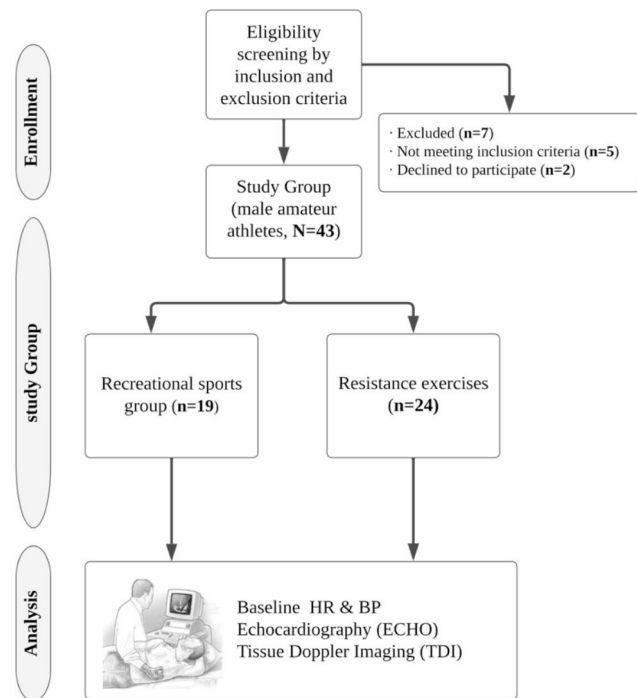 Enrollment
Eligibility
screening by
inclusion and
exclusion criteria
· Excluded (n=7)
· Not meeting inclusion criteria (n=5)
· Declined to participate (n=2)
Study Group
(male amateur
athletes, N=43)
study Group
Recreational sports
group (n=19)
Resistance exercises
(n=24)
Analysis
Baseline HR & BP
Echocardiography (ECHO)
Tissue Doppler Imaging (TDI)